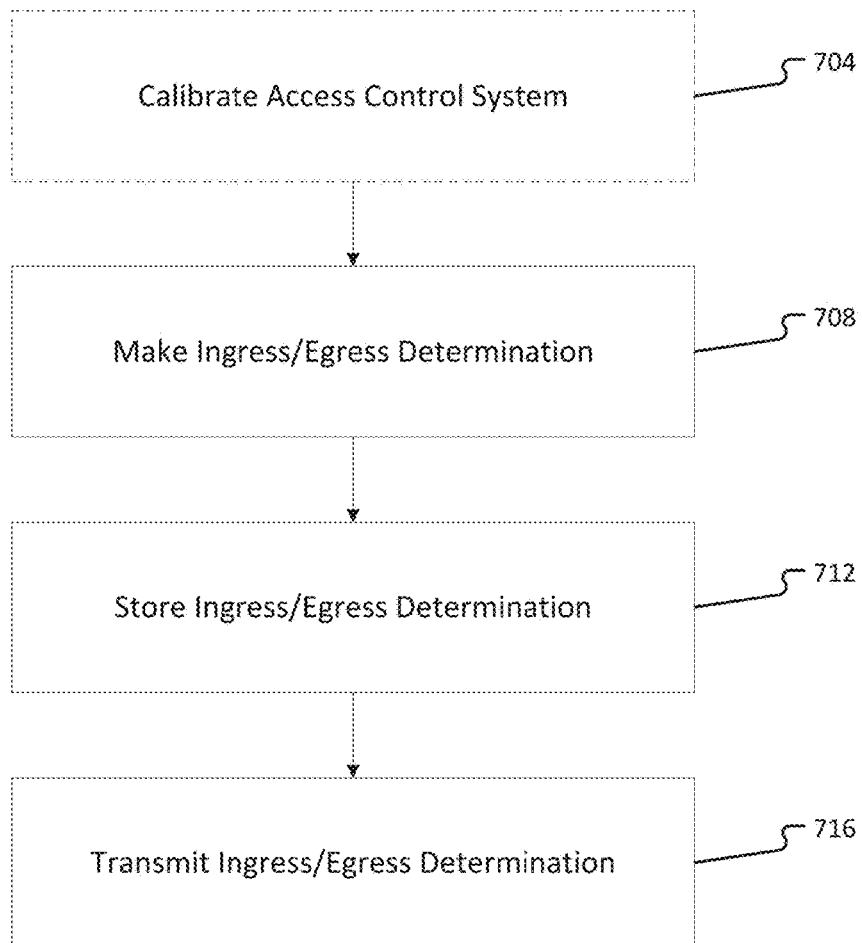 Calibrate Access Control System
704
Make Ingress/Egress Determination
708
Store Ingress/Egress Determination
712
Transmit Ingress/Egress Determination
716